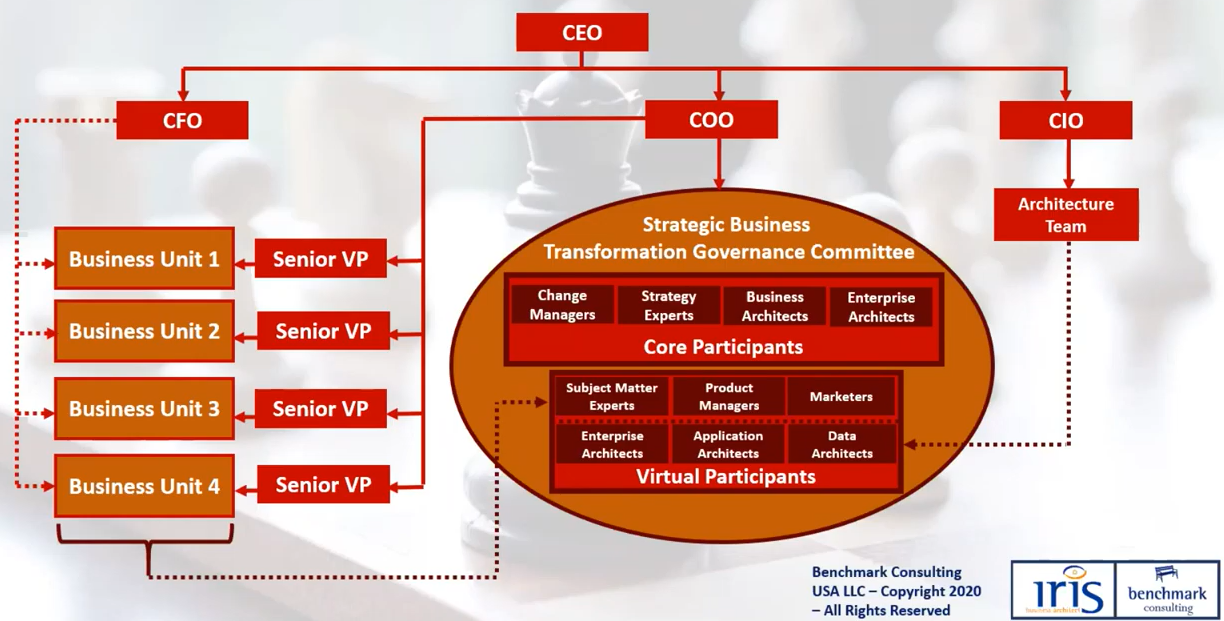 CEO
CFO
COO
CIO
Architecture
Team
Strategic Business
Transformation Governance Committee
Business Unit 1
Senior VP
Change
Managers
Strategy
Experts
Business
Architects
Enterprise
Architects
Core Participants
Business Unit 2
Senior VP
Business Unit 3
Senior VP
Subject Matter
Experts
Product
Managers
Marketers
Enterprise
Architects
Application
Architects
Data
Architects
Virtual Participants
Business Unit 4
Senior VP
Benchmark Consulting
USA LLC – Copyright 2020
– All Rights Reserved
iris
business architect
benchmark
consulting